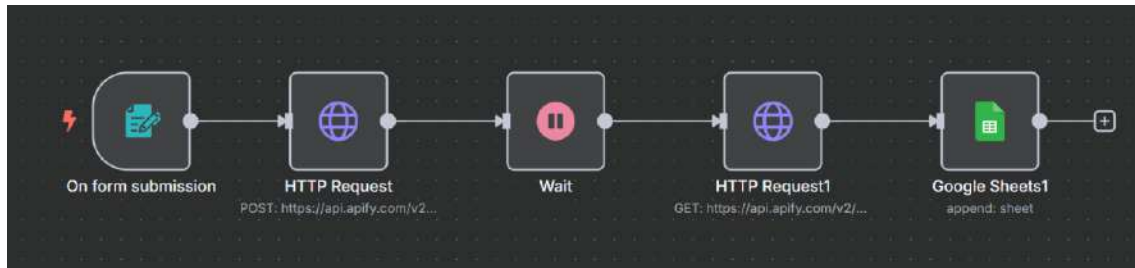 On form submission
HTTP Request
POST: https://api.apify.com/v2...
Wait
HTTP Request1
GET: https://api.apify.com/v2/...
Google Sheets1
append: sheet